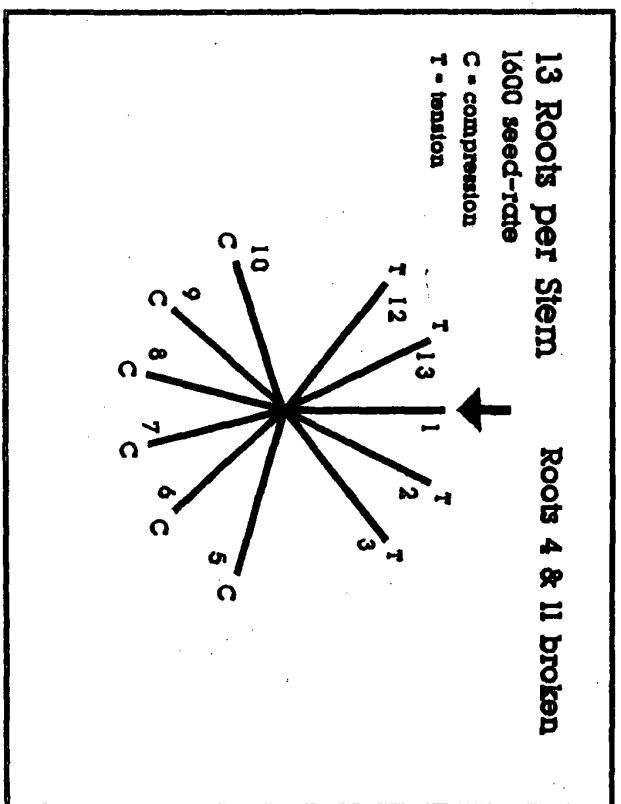 13 Roots per Stem
Roots 4 & 11 broken
1600 seed-rate
C = compression
T = tension
1
T
2
T
3
5
C
6
C
7
C
8
C
9
C
10
C
T
12
T
13